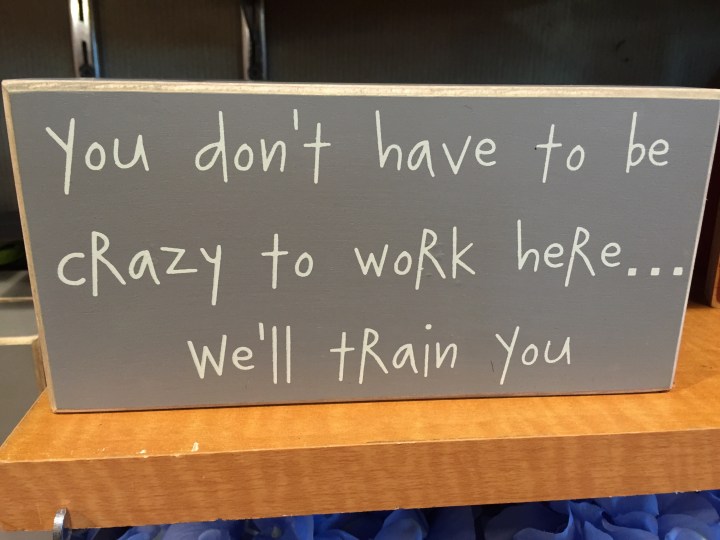 You don't have to be
cRazy to woRk heRe...
We'll tRain you